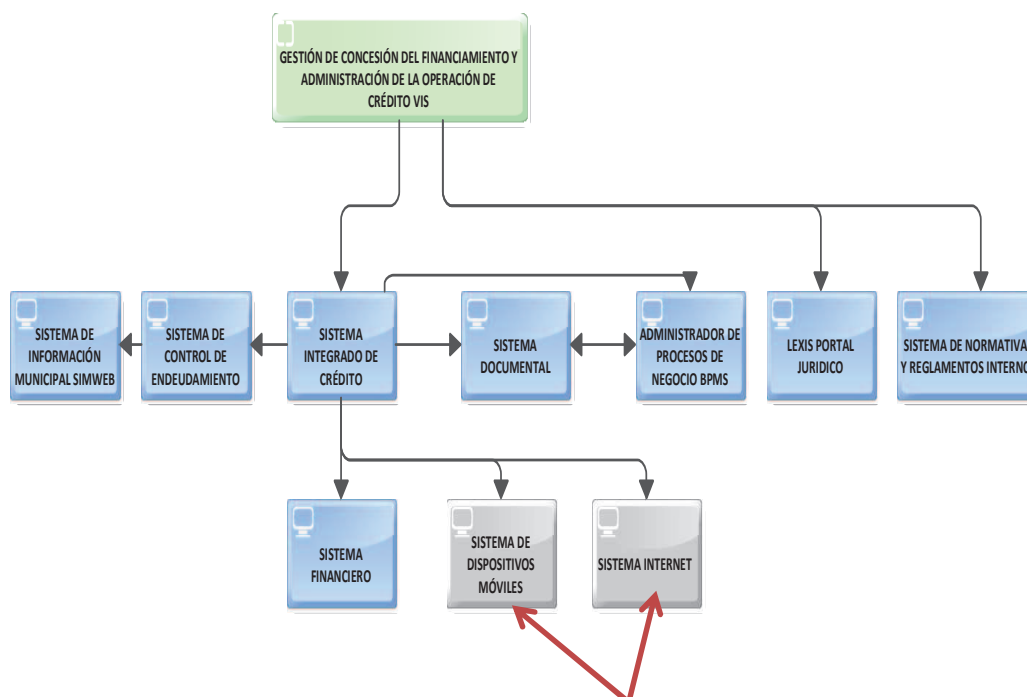 GESTIÓN DE CONCESIÓN DEL FINANCIAMIENTO Y
ADMINISTRACIÓN DE LA OPERACIÓN DE
CRÉDITO VIS
SISTEMA DE
INFORMACIÓN
MUNICIPAL SIMWEB
SISTEMA DE
CONTROL DE
ENDEUDAMIENTO
SISTEMA
INTEGRADO DE
CRÉDITO
SISTEMA
DOCUMENTAL
ADMINISTRADOR DE
PROCESOS DE
NEGOCIO BPMS
LEXIS PORTAL
JURIDICO
SISTEMA DE NORMATIVA
Y REGLAMENTOS INTERNO
SISTEMA
FINANCIERO
SISTEMA DE
DISPOSITIVOS
MÓVILES
SISTEMA INTERNET